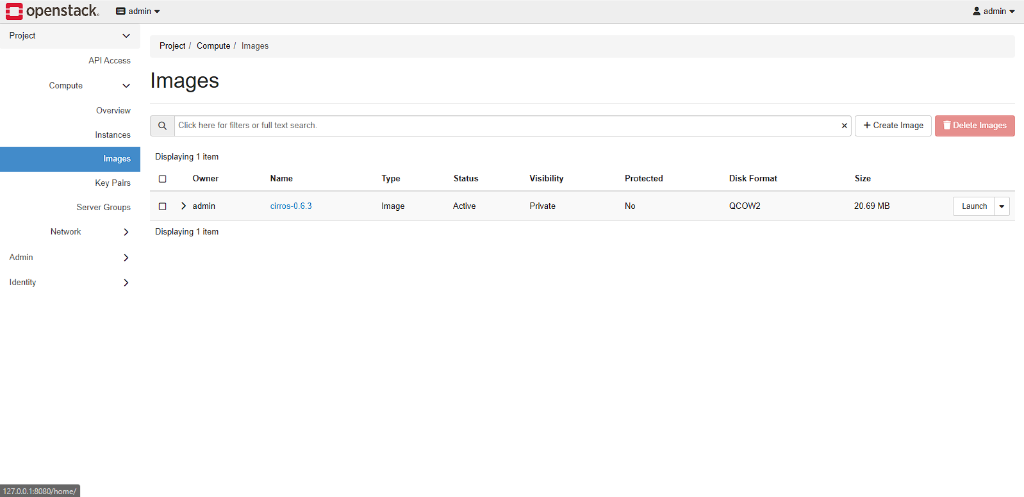 openstack.
admin
admin
Project
API Access
Compute
Overview
Instances
Images
Key Pairs
Server Groups
Network
Admin
Identity
Project / Compute / Images
Images
Click here for filters or full text search.
× + Create Image Delete Images
Displaying 1 item
Owner Name Type Status Visibility Protected Disk Format Size
admin cirros-0.6.3 Image Active Private No QCOW2 20.69 MB Launch
Displaying 1 item
127.0.0.1:8080/home/